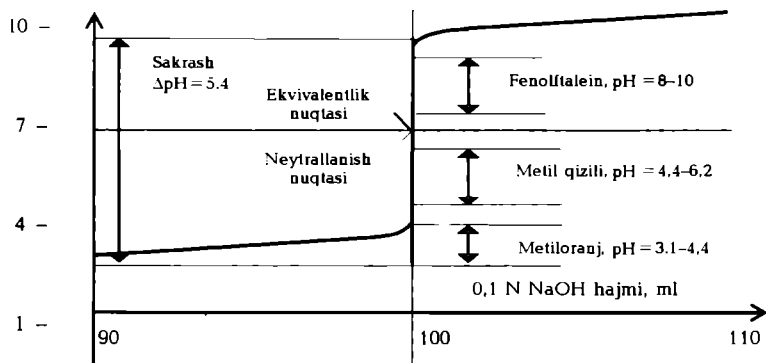 10 –
Sakrash
ΔpH = 5.4
Fenolftalein, pH = 8–10
Ekvivalentlik
nuqtasi
7 –
Neytrallanish
nuqtasi
Metil qizili, pH = 4,4–6,2
4 –
Metiloranj, pH = 3.1–4,4
0,1 N NaOH hajmi, ml
1 –
90
100
110